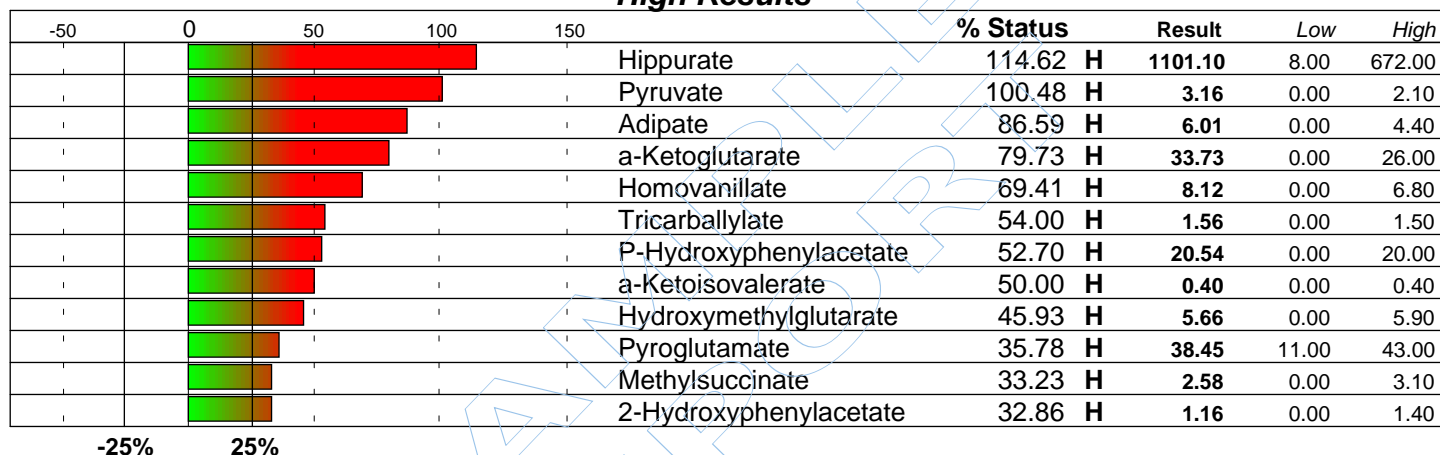 High Results
-50 0 50 100 150 % Status Result Low High
Hippurate 114.62 H 1101.10 8.00 672.00
Pyruvate 100.48 H 3.16 0.00 2.10
Adipate 86.59 H 6.01 0.00 4.40
a-Ketoglutarate 79.73 H 33.73 0.00 26.00
Homovanillate 69.41 H 8.12 0.00 6.80
Tricarballylate 54.00 H 1.56 0.00 1.50
P-Hydroxyphenylacetate 52.70 H 20.54 0.00 20.00
a-Ketoisovalerate 50.00 H 0.40 0.00 0.40
Hydroxymethylglutarate 45.93 H 5.66 0.00 5.90
Pyroglutamate 35.78 H 38.45 11.00 43.00
Methylsuccinate 33.23 H 2.58 0.00 3.10
2-Hydroxyphenylacetate 32.86 H 1.16 0.00 1.40
-25% 25%